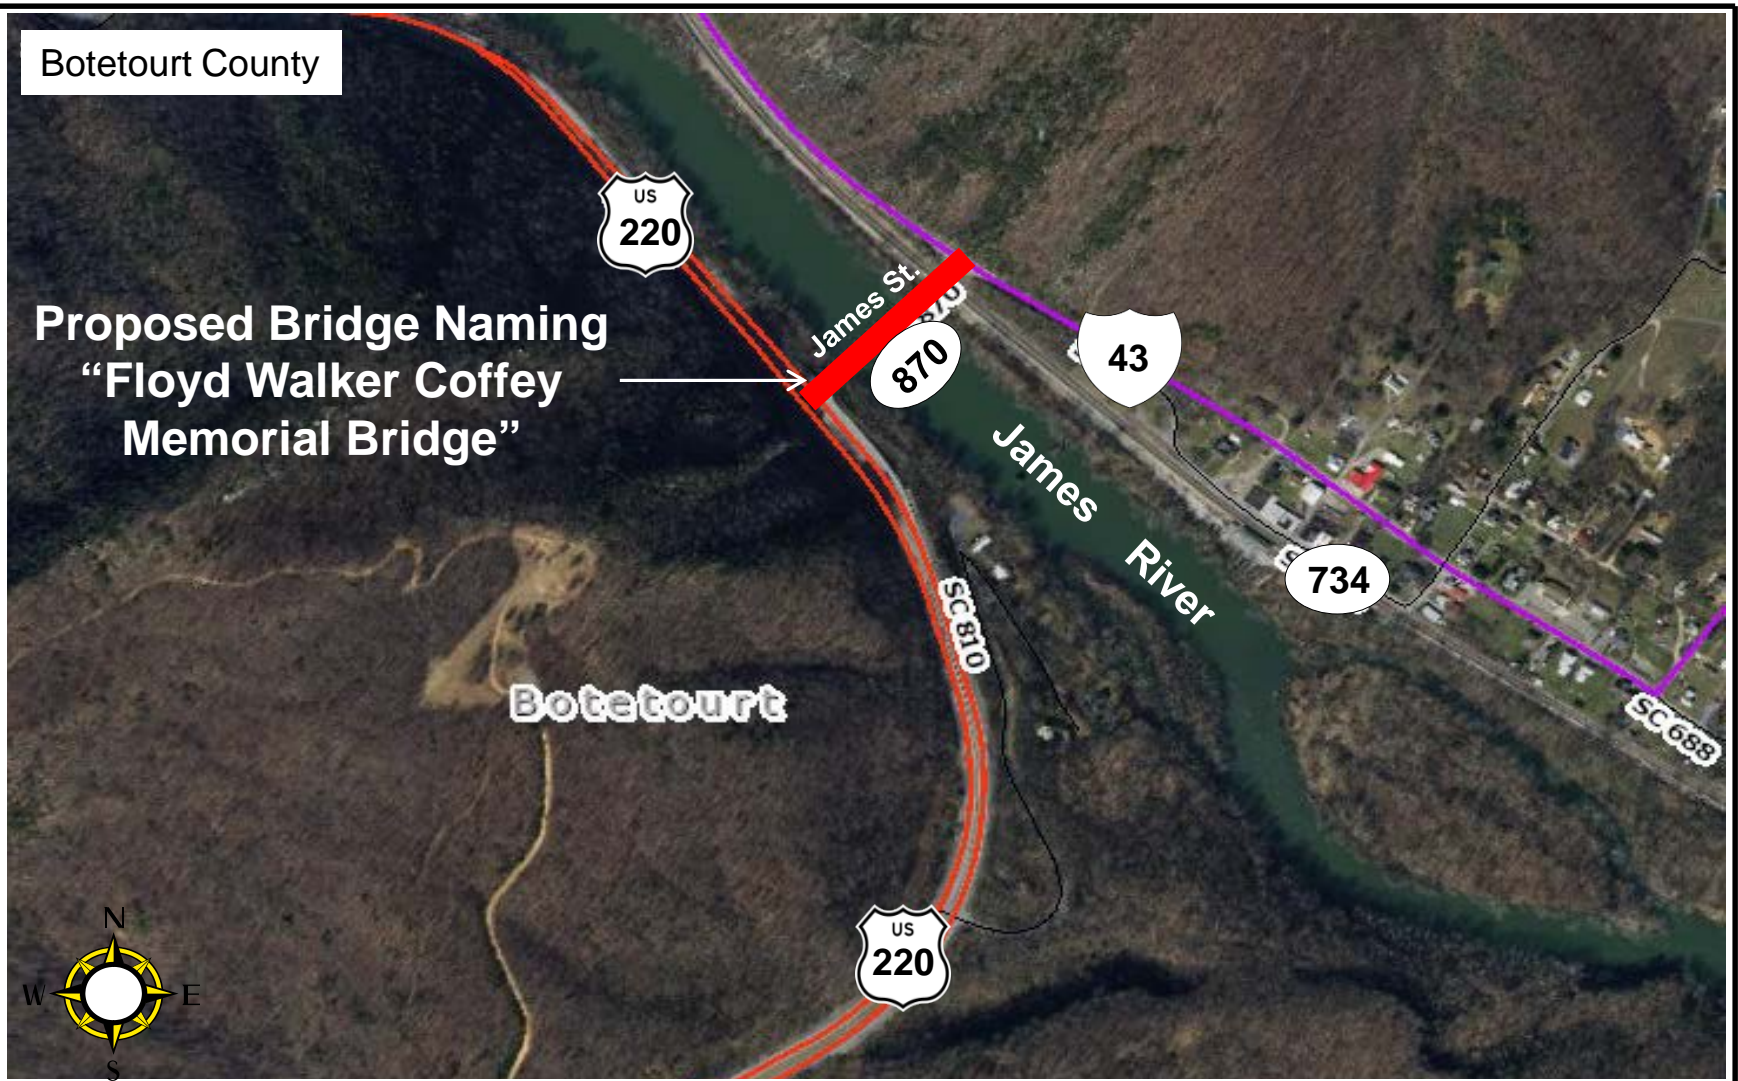 Botetourt County
US
220
Proposed Bridge Naming
“Floyd Walker Coffey
Memorial Bridge”
James St.
870
43
James
River
734
SC 810
Botetourt
SC 688
US
220
N
W
E
S